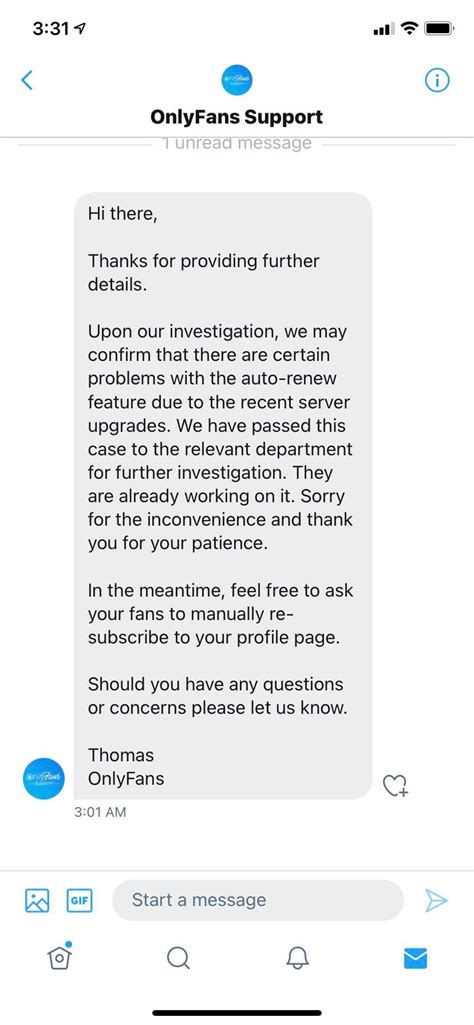 3:31
OnlyFans Support
1 unread message
Hi there,
Thanks for providing further
details.
Upon our investigation, we may
confirm that there are certain
problems with the auto-renew
feature due to the recent server
upgrades. We have passed this
case to the relevant department
for further investigation. They
are already working on it. Sorry
for the inconvenience and thank
you for your patience.
In the meantime, feel free to ask
your fans to manually re-
subscribe to your profile page.
Should you have any questions
or concerns please let us know.
Thomas
OnlyFans
OnlyFans
Support
3:01 AM
GIF
Start a message